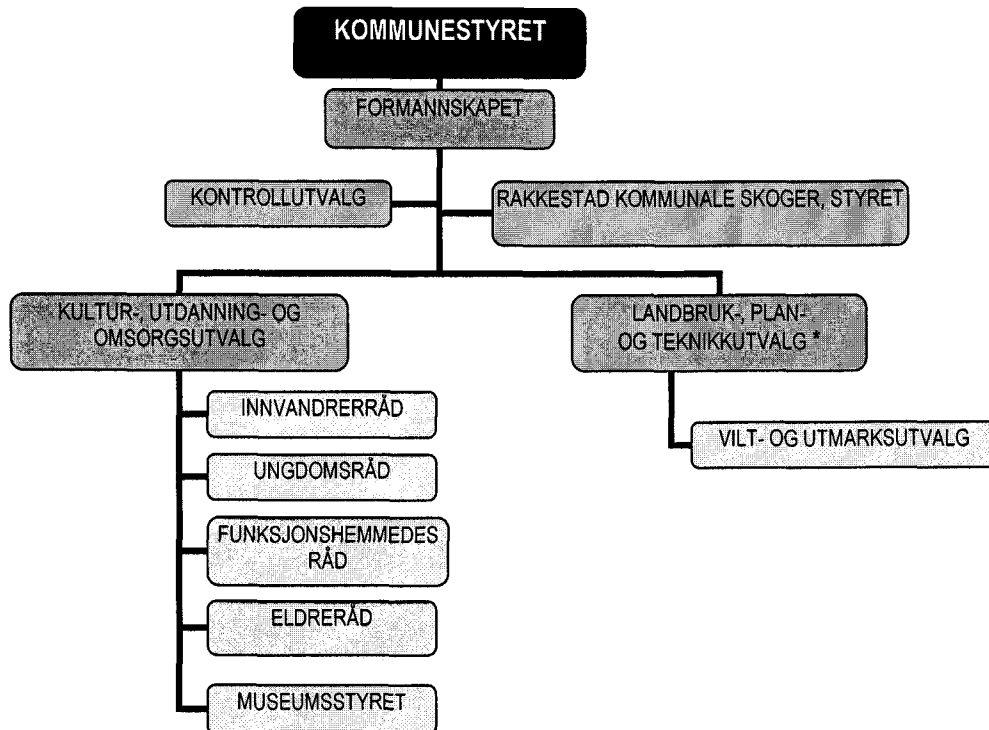 KOMMUNESTYRET
FORMANNSKAPET
KONTROLLUTVALG
RAKKESTAD KOMMUNALE SKOGER, STYRET
KULTUR-, UTDANNING- OG
OMSORGSUTVALG
LANDBRUK-, PLAN-
OG TEKNIKKUTVALG *
INNVANDRERRÅD
UNGDOMSRÅD
FUNKSJONSHEMMEDES
RÅD
ELDRERÅD
MUSEUMSSTYRET
VILT- OG UTMARKSUTVALG